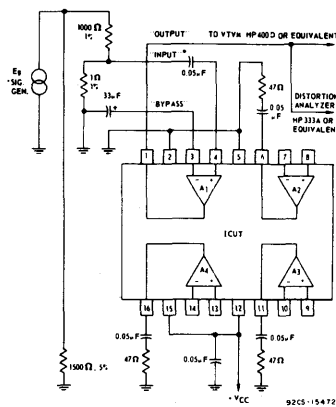 1000 Ω
1%
"OUTPUT"
TO VTVM HP400D OR EQUIVALENT
INPUT
0.05μF
Eg
SIG.
GEN.
1Ω
1%
33μF
+
"BYPASS"
47Ω
0.05
μF
DISTORTION
ANALYZER
HP333A OR
EQUIVALENT
1 2 3 4 5 6 7 8
A1
A2
ICUT
A4
A3
16 15 14 13 12 11 10 9
0.05μF
0.05μF
0.05μF
47Ω
47Ω
1500Ω, 5%
+VCC
92CS-15472